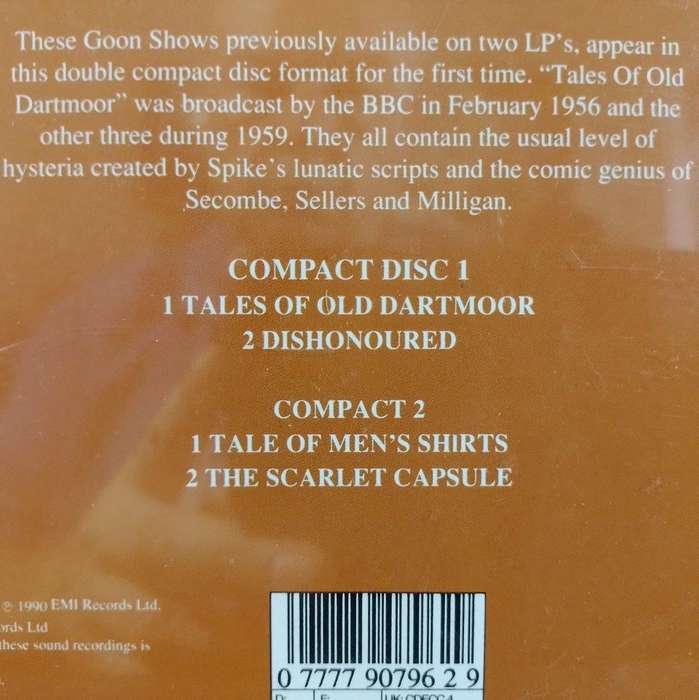 These Goon Shows previously available on two LP's, appear in
this double compact disc format for the first time. "Tales Of Old
Dartmoor" was broadcast by the BBC in February 1956 and the
other three during 1959. They all contain the usual level of
hysteria created by Spike's lunatic scripts and the comic genius of
Secombe, Sellers and Milligan.
COMPACT DISC 1
1 TALES OF OLD DARTMOOR
2 DISHONOURED
COMPACT 2
1 TALE OF MEN'S SHIRTS
2 THE SCARLET CAPSULE
℗ 1990 EMI Records Ltd.
Ltd
these sound recordings is
0 7777 90796 2 9